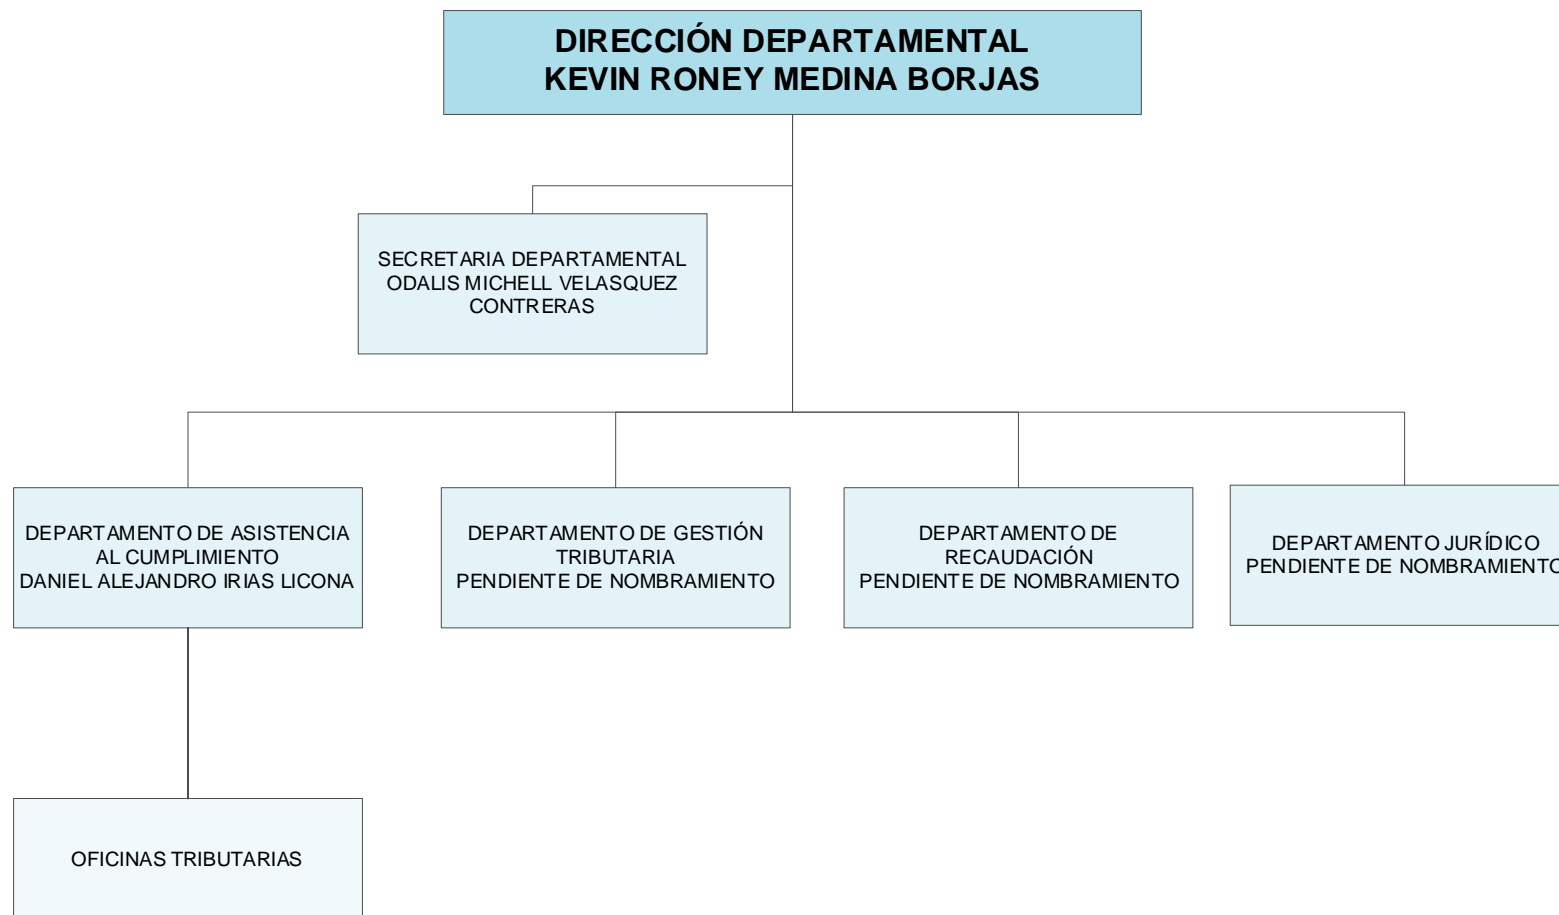 DIRECCIÓN DEPARTAMENTAL
KEVIN RONEY MEDINA BORJAS
SECRETARIA DEPARTAMENTAL
ODALIS MICHELL VELASQUEZ
CONTRERAS
DEPARTAMENTO DE ASISTENCIA
AL CUMPLIMIENTO
DANIEL ALEJANDRO IRIAS LICONA
DEPARTAMENTO DE GESTIÓN
TRIBUTARIA
PENDIENTE DE NOMBRAMIENTO
DEPARTAMENTO DE
RECAUDACIÓN
PENDIENTE DE NOMBRAMIENTO
DEPARTAMENTO JURÍDICO
PENDIENTE DE NOMBRAMIENTO
OFICINAS TRIBUTARIAS